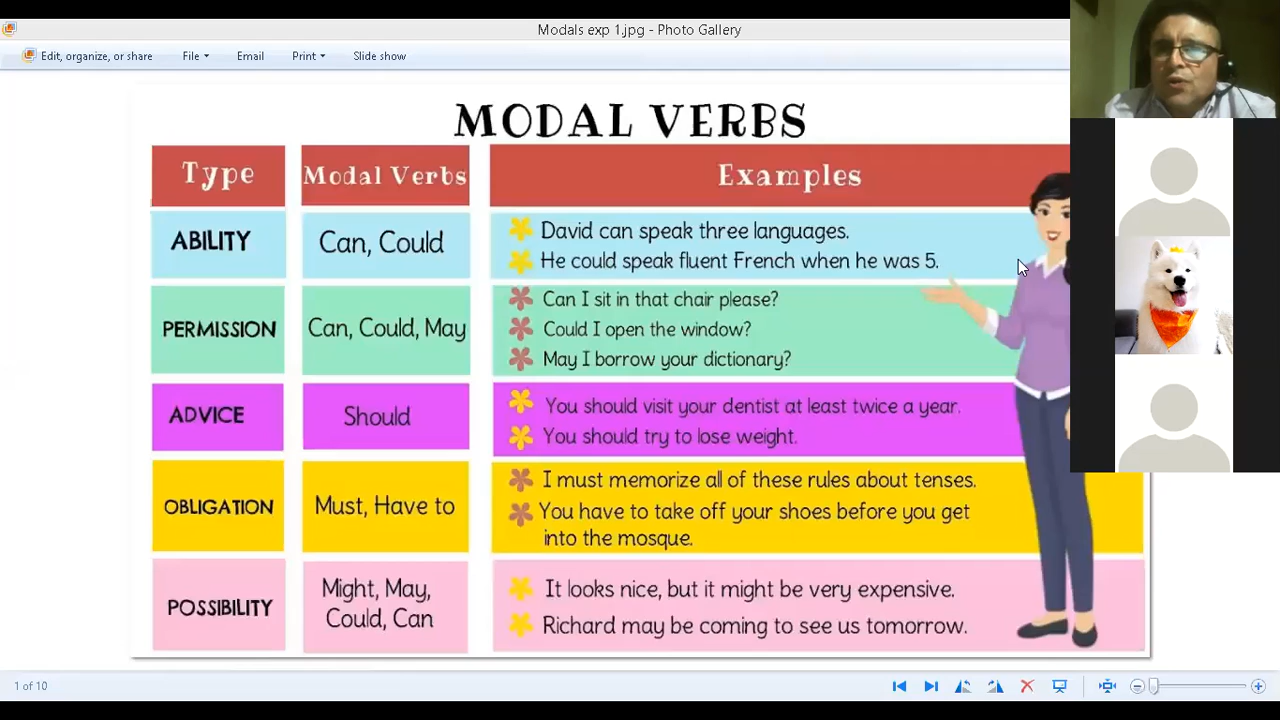 Modals exp 1.jpg - Photo Gallery
Edit, organize, or share File Email Print Slide show
MODAL VERBS
Type Modal Verbs Examples
ABILITY
Can, Could
David can speak three languages.
He could speak fluent French when he was 5.
PERMISSION
Can, Could, May
Can I sit in that chair please?
Could I open the window?
May I borrow your dictionary?
ADVICE
Should
You should visit your dentist at least twice a year.
You should try to lose weight.
OBLIGATION
Must, Have to
I must memorize all of these rules about tenses.
You have to take off your shoes before you get
into the mosque.
POSSIBILITY
Might, May,
Could, Can
It looks nice, but it might be very expensive.
Richard may be coming to see us tomorrow.
1 of 10